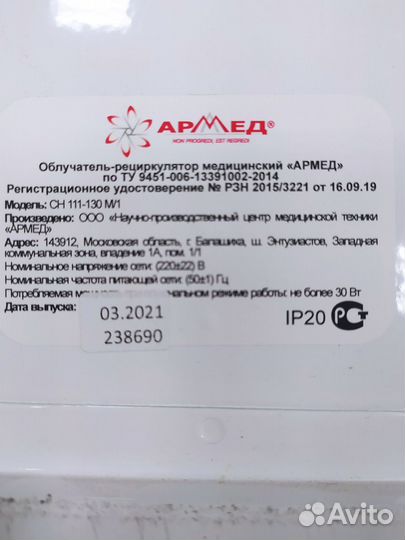 АРМЕД®
NON PROGREDI, EST REGREDI
Облучатель-рециркулятор медицинский «АРМЕД»
по ТУ 9451-006-13391002-2014
Регистрационное удостоверение № РЗН 2015/3221 от 16.09.19
Модель: СН 111-130 М/1
Произведено: ООО «Научно-производственный центр медицинской техники
«АРМЕД»
Адрес: 143912, Московская область, г. Балашиха, ш. Энтузиастов, Западная
коммунальная зона, владение 1А, пом. 1/1
Номинальное напряжение сети: (220±22) В
Номинальная частота питающей сети: (50±1) Гц
Потребляемая режиме работы: не более 30 Вт
Дата выпуска:
03.2021
238690
IP20 РСТ
Avito